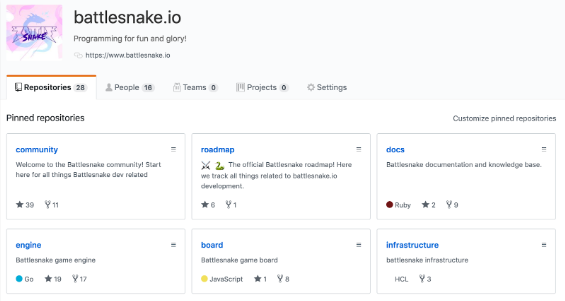 SNAKE
battlesnake.io
Programming for fun and glory!
https://www.battlesnake.io
Repositories 28 People 16 Teams 0 Projects 0 Settings
Pinned repositories Customize pinned repositories
community
Welcome to the Battlesnake community! Start
here for all things Battlesnake dev related
39 11
roadmap
The official Battlesnake roadmap! Here
we track all things related to battlesnake.io
development.
6 1
docs
Battlesnake documentation and knowledge base.
Ruby 2 9
engine
Battlesnake game engine
Go 19 17
board
Battlesnake game board
JavaScript 1 8
infrastructure
battlesnake infrastructure
HCL 3